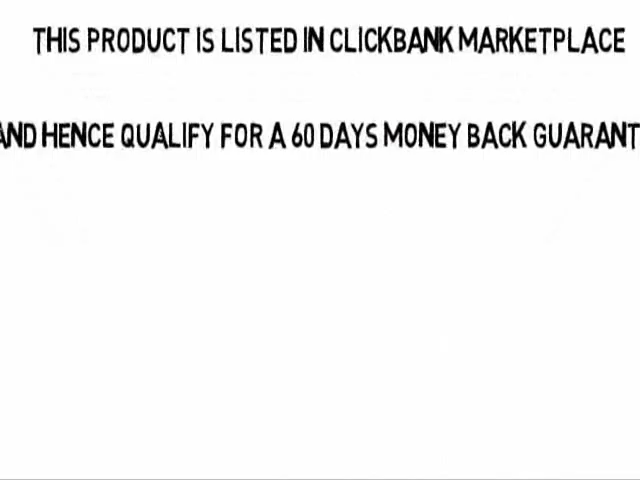 THIS PRODUCT IS LISTED IN CLICKBANK MARKETPLACE
AND HENCE QUALIFY FOR A 60 DAYS MONEY BACK GUARANT